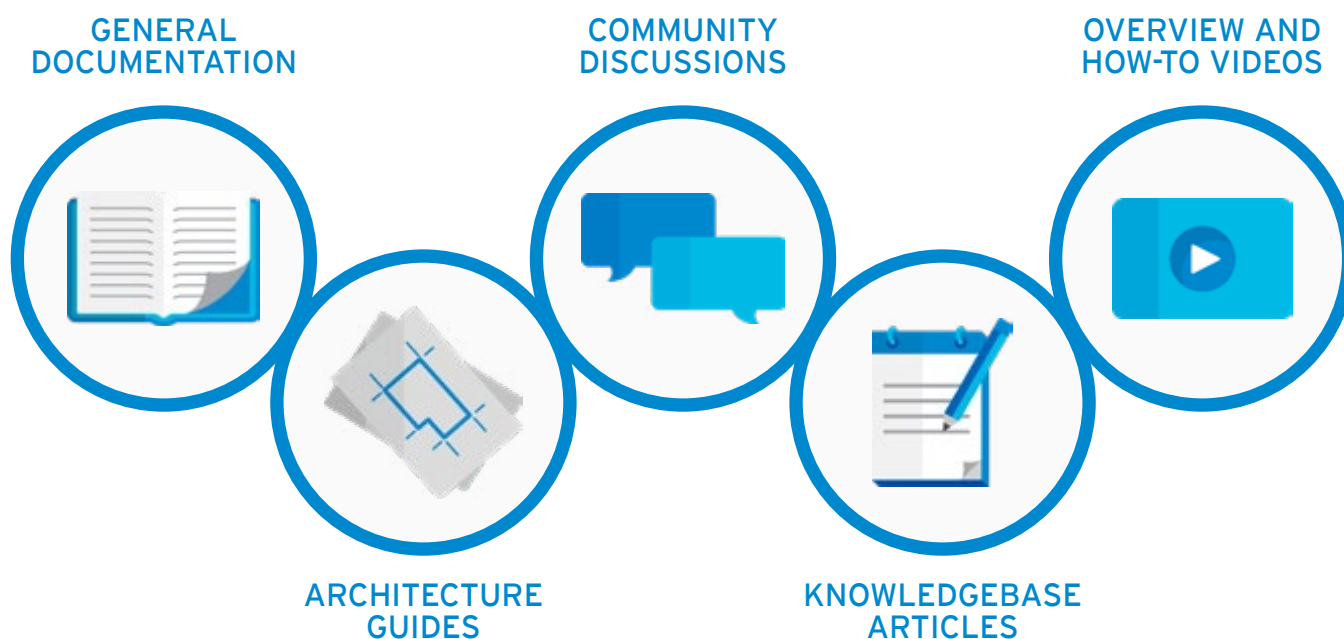 GENERAL
DOCUMENTATION
COMMUNITY
DISCUSSIONS
OVERVIEW AND
HOW-TO VIDEOS
ARCHITECTURE
GUIDES
KNOWLEDGEBASE
ARTICLES